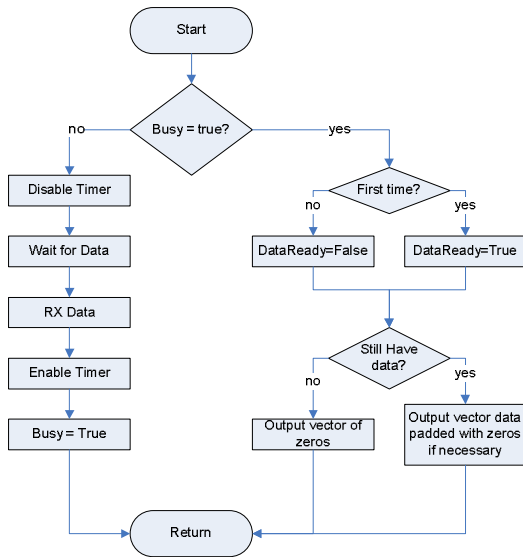 Start
Busy = true?
no
yes
Disable Timer
First time?
no
yes
Wait for Data
DataReady=False
DataReady=True
RX Data
Still Have
data?
Enable Timer
no
yes
Busy = True
Output vector of
zeros
Output vector data
padded with zeros
if necessary
Return